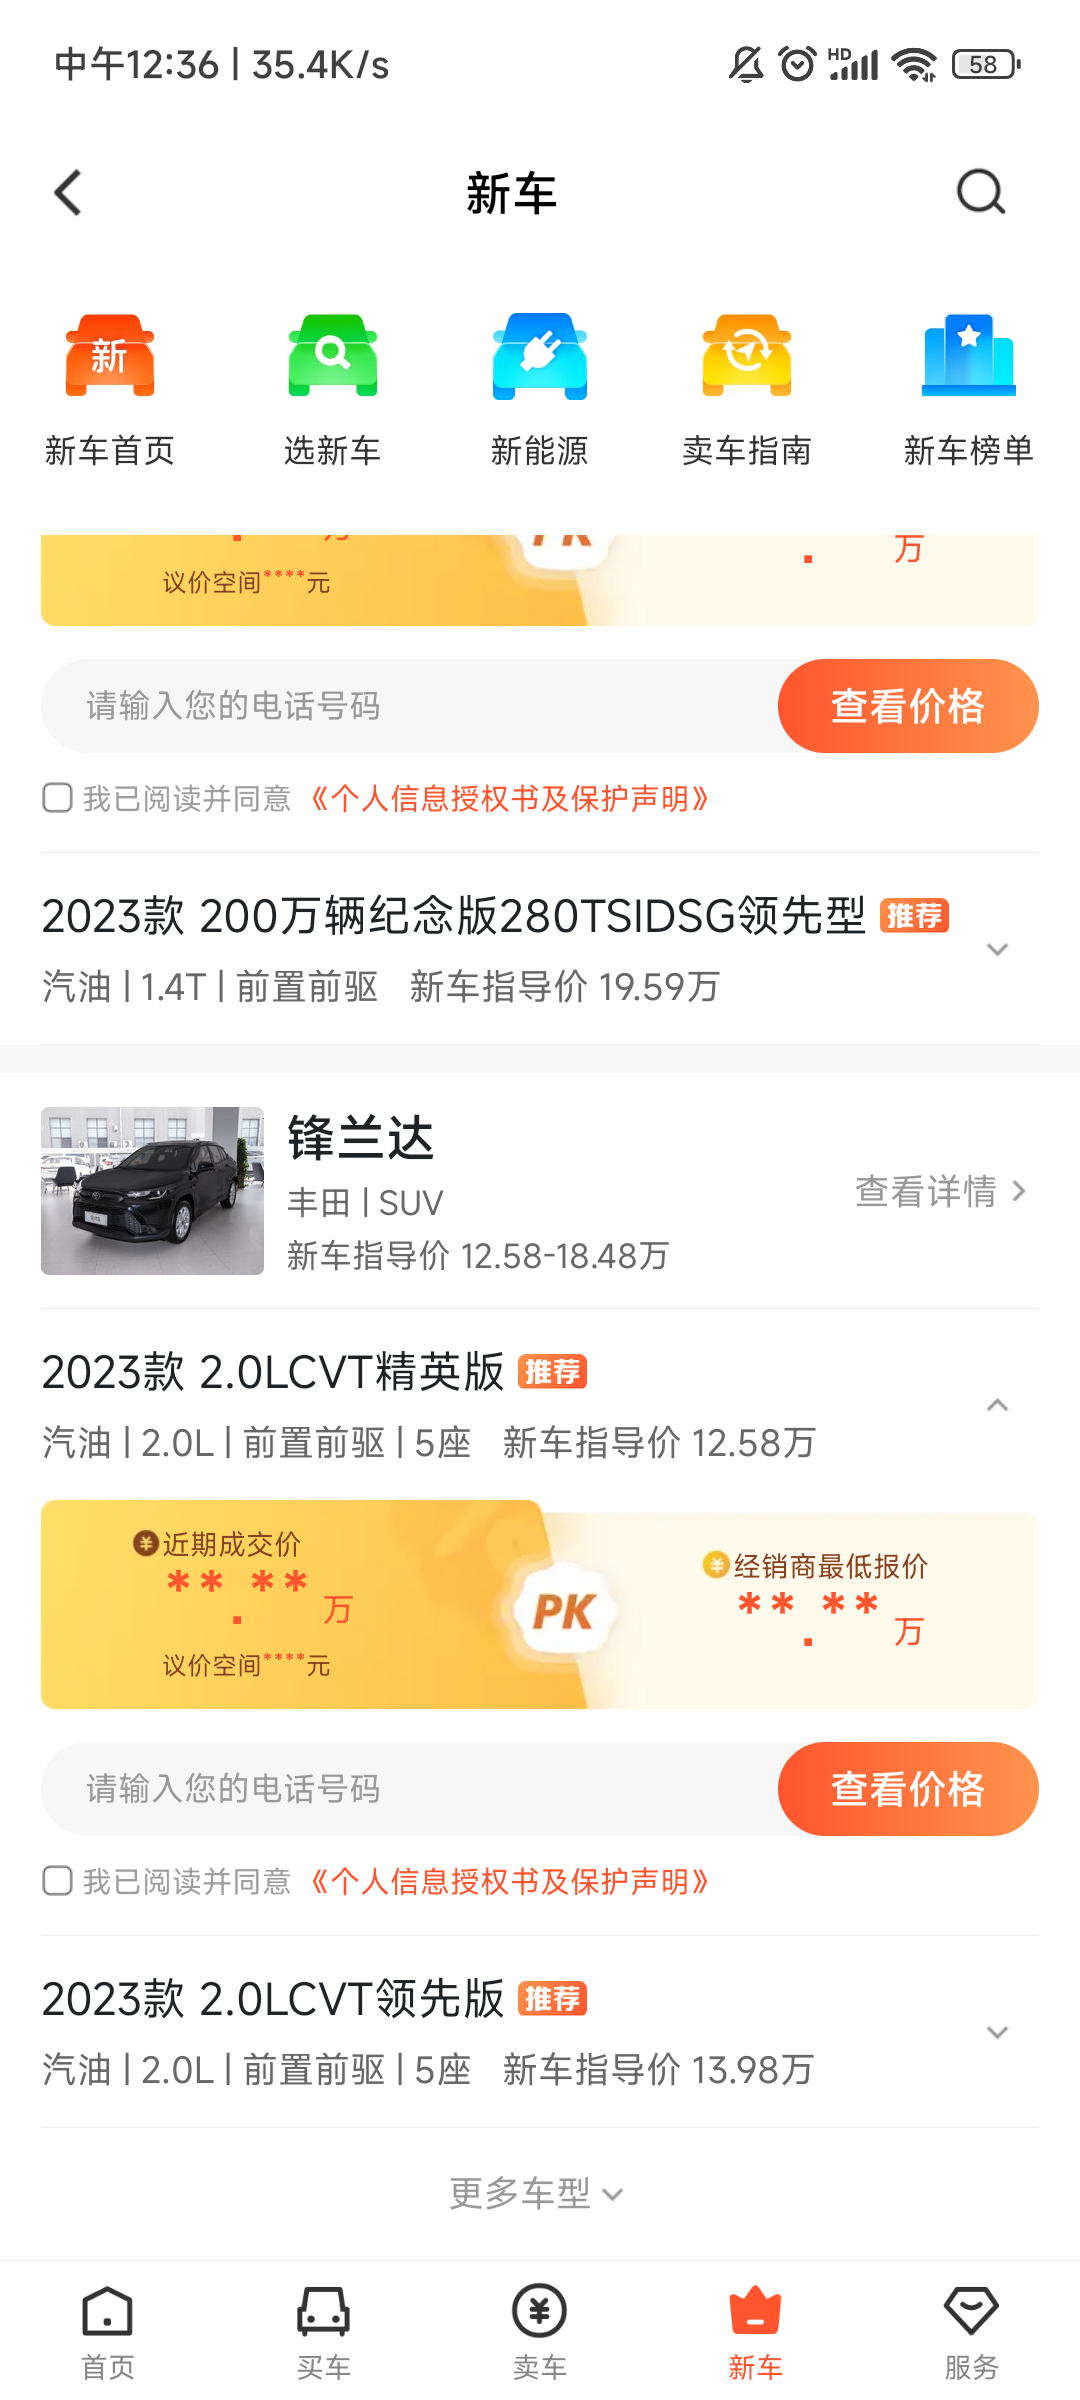 中午12:36 | 35.4K/s
HD
58
新车
新
新车首页
选新车
新能源
卖车指南
新车榜单
万
议价空间****元
万
请输入您的电话号码
查看价格
我已阅读并同意《个人信息授权书及保护声明》
2023款 200万辆纪念版280TSIDSG领先型 推荐
汽油 | 1.4T | 前置前驱 新车指导价 19.59万
锋兰达
丰田 | SUV
新车指导价 12.58-18.48万
查看详情
2023款 2.0LCVT精英版 推荐
汽油 | 2.0L | 前置前驱 | 5座 新车指导价 12.58万
近期成交价
**.**万
议价空间****元
PK
经销商最低报价
**.**万
请输入您的电话号码
查看价格
我已阅读并同意《个人信息授权书及保护声明》
2023款 2.0LCVT领先版 推荐
汽油 | 2.0L | 前置前驱 | 5座 新车指导价 13.98万
更多车型
首页
买车
卖车
新车
服务